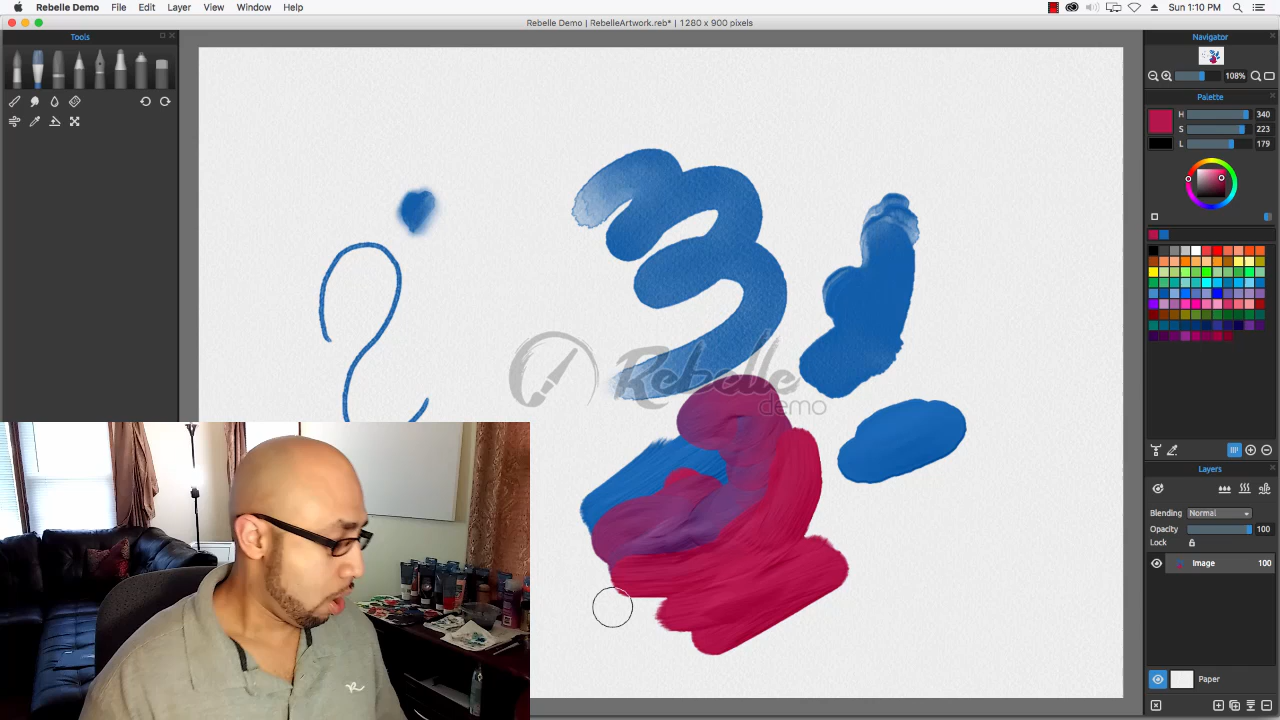 Rebelle Demo File Edit Layer View Window Help
Sun 1:10 PM
Rebelle Demo | RebelleArtwork.reb* | 1280 x 900 pixels
Tools
Navigator
108%
Palette
H 340
S 223
L 179
Rebelle
demo
Layers
Blending Normal
Opacity 100
Lock
Image 100
Paper